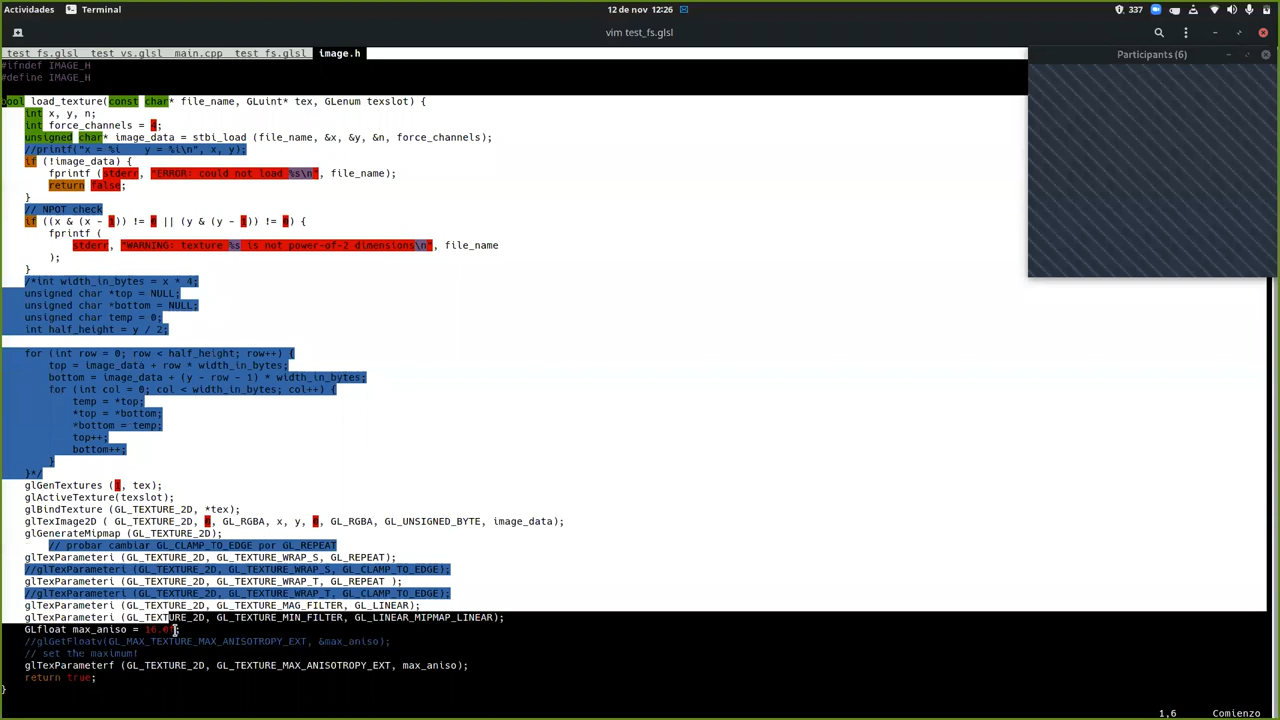 Actividades Terminal 12 de nov 12:26 337
vim test_fs.glsl
test_fs.glsl test_vs.glsl main.cpp test_fs.glsl image.h
Participants (6)
#ifndef IMAGE_H
#define IMAGE_H
bool load_texture(const char* file_name, GLuint* tex, GLenum texslot) {
int x, y, n;
int force_channels = 4;
unsigned char* image_data = stbi_load (file_name, &x, &y, &n, force_channels);
//printf("x = %i    y = %i\n", x, y);
if (!image_data) {
fprintf (stderr, "ERROR: could not load %s\n", file_name);
return false;
}
// NPOT check
if ((x & (x - 1)) != 0 || (y & (y - 1)) != 0) {
fprintf (
stderr, "WARNING: texture %s is not power-of-2 dimensions\n", file_name
);
}
/*int width_in_bytes = x * 4;
unsigned char *top = NULL;
unsigned char *bottom = NULL;
unsigned char temp = 0;
int half_height = y / 2;
for (int row = 0; row < half_height; row++) {
top = image_data + row * width_in_bytes;
bottom = image_data + (y - row - 1) * width_in_bytes;
for (int col = 0; col < width_in_bytes; col++) {
temp = *top;
*top = *bottom;
*bottom = temp;
top++;
bottom++;
}
}*/
glGenTextures (1, tex);
glActiveTexture(texslot);
glBindTexture (GL_TEXTURE_2D, *tex);
glTexImage2D ( GL_TEXTURE_2D, 0, GL_RGBA, x, y, 0, GL_RGBA, GL_UNSIGNED_BYTE, image_data);
glGenerateMipmap (GL_TEXTURE_2D);
// probar cambiar GL_CLAMP_TO_EDGE por GL_REPEAT
glTexParameteri (GL_TEXTURE_2D, GL_TEXTURE_WRAP_S, GL_REPEAT);
//glTexParameteri (GL_TEXTURE_2D, GL_TEXTURE_WRAP_S, GL_CLAMP_TO_EDGE);
glTexParameteri (GL_TEXTURE_2D, GL_TEXTURE_WRAP_T, GL_REPEAT );
//glTexParameteri (GL_TEXTURE_2D, GL_TEXTURE_WRAP_T, GL_CLAMP_TO_EDGE);
glTexParameteri (GL_TEXTURE_2D, GL_TEXTURE_MAG_FILTER, GL_LINEAR);
glTexParameteri (GL_TEXTURE_2D, GL_TEXTURE_MIN_FILTER, GL_LINEAR_MIPMAP_LINEAR);
GLfloat max_aniso = 16.0f;
//glGetFloatv(GL_MAX_TEXTURE_MAX_ANISOTROPY_EXT, &max_aniso);
// set the maximum!
glTexParameterf (GL_TEXTURE_2D, GL_TEXTURE_MAX_ANISOTROPY_EXT, max_aniso);
return true;
}
1,6 Comienzo